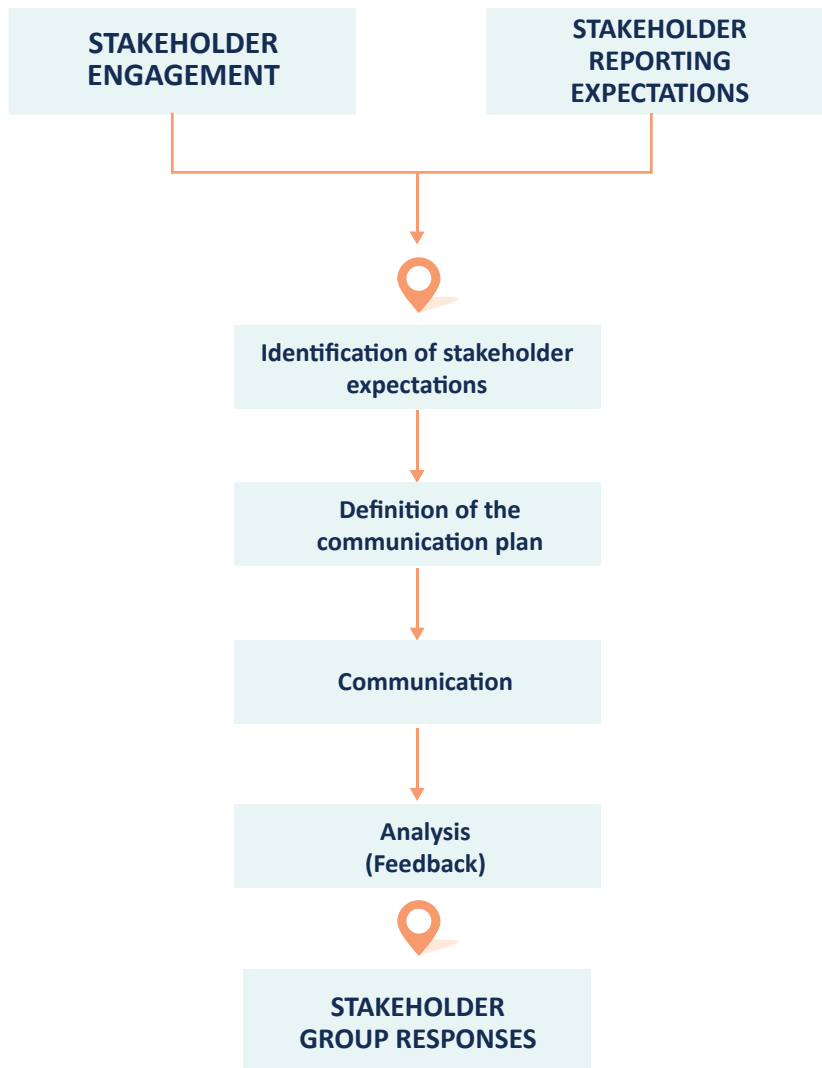 STAKEHOLDER
ENGAGEMENT
STAKEHOLDER
REPORTING
EXPECTATIONS
Identification of stakeholder
expectations
Definition of the
communication plan
Communication
Analysis
(Feedback)
STAKEHOLDER
GROUP RESPONSES